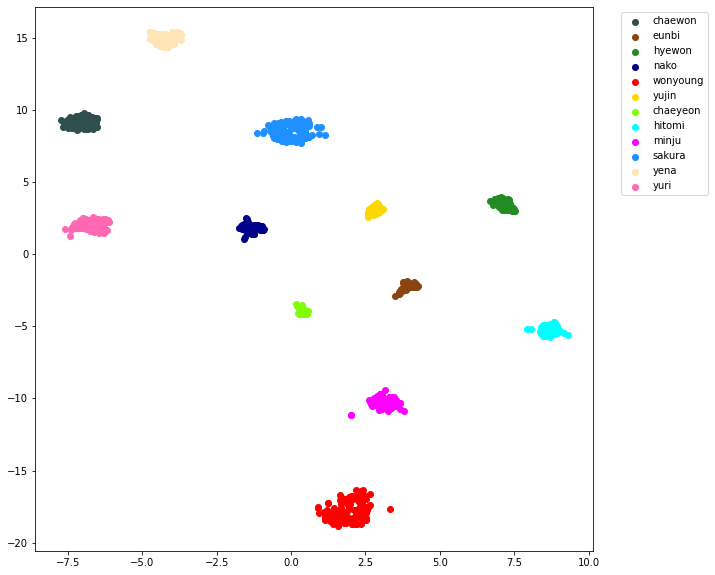 chaewon
eunbi
hyewon
nako
wonyoung
yujin
chaeyeon
hitomi
minju
sakura
yena
yuri
15
10
5
0
−5
−10
−15
−20
−7.5
−5.0
−2.5
0.0
2.5
5.0
7.5
10.0